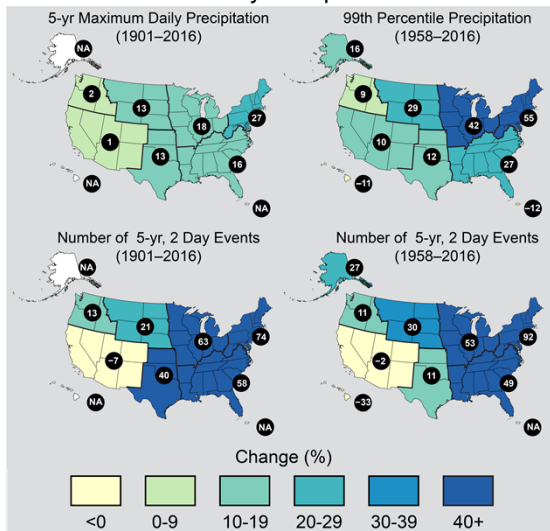 5-yr Maximum Daily Precipitation
(1901–2016)
NA
2
13
18
27
1
13
16
NA
NA
99th Percentile Precipitation
(1958–2016)
16
9
29
42
55
10
12
27
–11
–12
Number of 5-yr, 2 Day Events
(1901–2016)
NA
13
21
63
74
–7
40
58
NA
NA
Number of 5-yr, 2 Day Events
(1958–2016)
27
11
30
53
92
–2
11
49
–33
NA
Change (%)
<0 0-9 10-19 20-29 30-39 40+